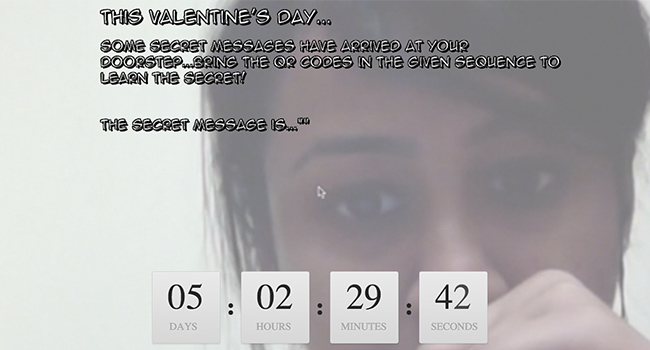 THIS VALENTINE'S DAY...
SOME SECRET MESSAGES HAVE ARRIVED AT YOUR
DOORSTEP...BRING THE QR CODES IN THE GIVEN SEQUENCE TO
LEARN THE SECRET!
THE SECRET MESSAGE IS...""
05 : 02 : 29 : 42
DAYS HOURS MINUTES SECONDS